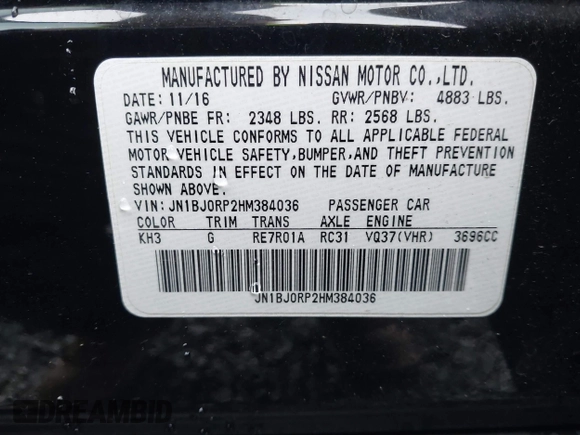 MANUFACTURED BY NISSAN MOTOR CO.,LTD.
DATE: 11/16 GVWR/PNBV: 4883 LBS.
GAWR/PNBE FR: 2348 LBS. RR: 2568 LBS.
THIS VEHICLE CONFORMS TO ALL APPLICABLE FEDERAL
MOTOR VEHICLE SAFETY,BUMPER,AND THEFT PREVENTION
STANDARDS IN EFFECT ON THE DATE OF MANUFACTURE
SHOWN ABOVE.
VIN: JN1BJ0RP2HM384036 PASSENGER CAR
COLOR TRIM TRANS AXLE ENGINE
KH3 G RE7R01A RC31 VQ37(VHR) 3696CC
JN1BJ0RP2HM384036
DREAMBID